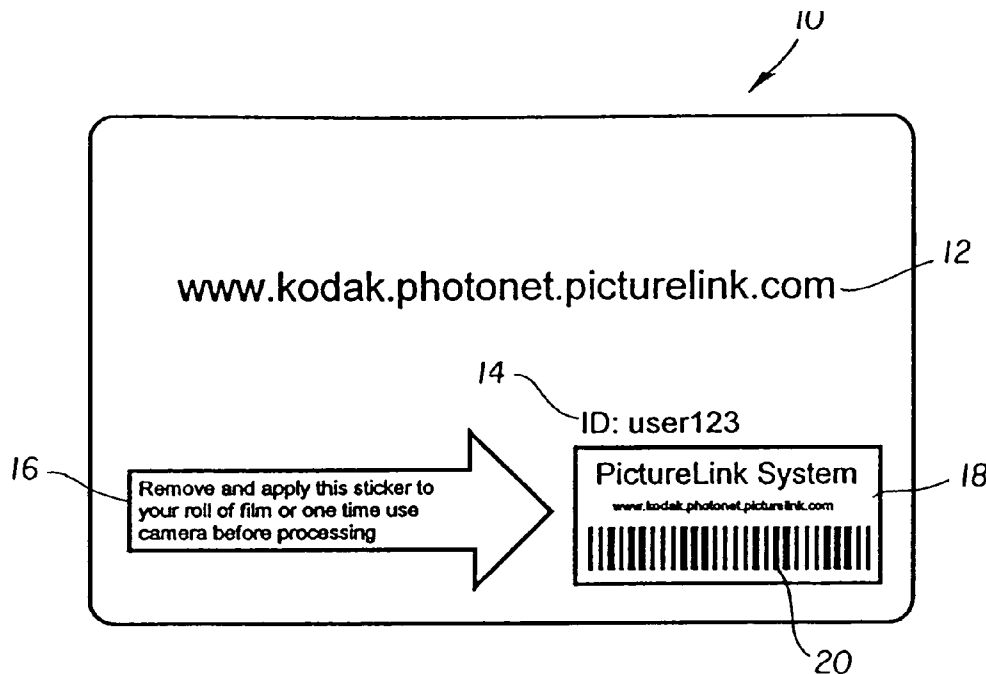 10
www.kodak.photonet.picturelink.com
12
14
ID: user123
16
Remove and apply this sticker to
your roll of film or one time use
camera before processing
PictureLink System
18
www.kodak.photonet.picturelink.com
20